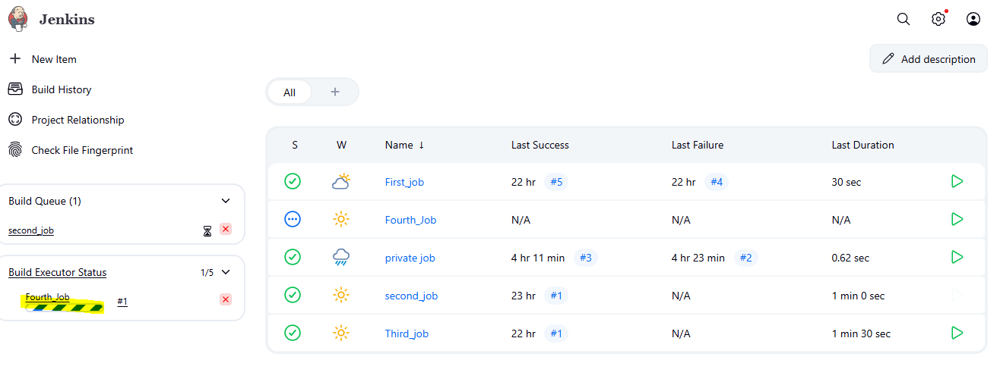 Jenkins
New Item
Add description
Build History
All +
Project Relationship
Check File Fingerprint
S W Name ↓ Last Success Last Failure Last Duration
First_job 22 hr #5 22 hr #4 30 sec
Fourth_Job N/A N/A N/A
private job 4 hr 11 min #3 4 hr 23 min #2 0.62 sec
second_job 23 hr #1 N/A 1 min 0 sec
Third_job 22 hr #1 N/A 1 min 30 sec
Build Queue (1)
second_job
Build Executor Status 1/5
Fourth_Job #1